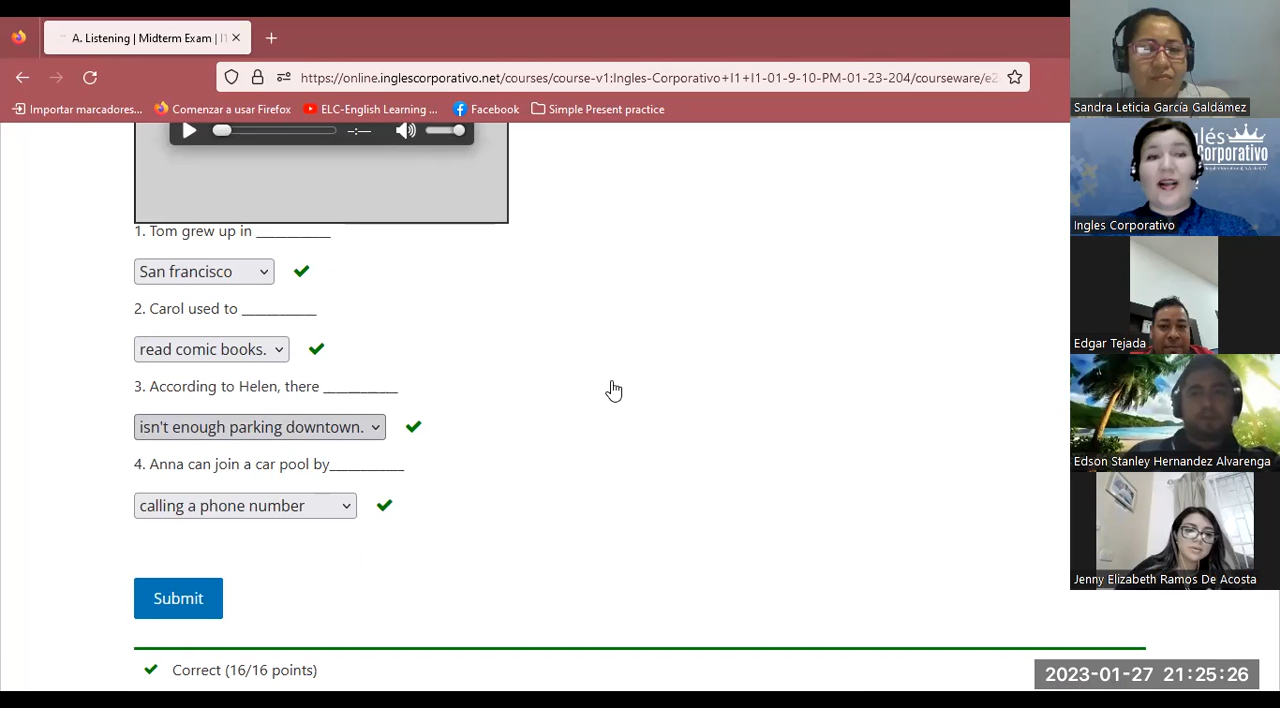 A. Listening | Midterm Exam | I1
https://online.inglescorporativo.net/courses/course-v1:Ingles-Corporativo+I1+I1-01-9-10-PM-01-23-204/courseware/e2
Importar marcadores... Comenzar a usar Firefox ELC-English Learning ... Facebook Simple Present practice
-:--
1. Tom grew up in ___________
San francisco
2. Carol used to ___________
read comic books.
3. According to Helen, there ___________
isn't enough parking downtown.
4. Anna can join a car pool by___________
calling a phone number
Submit
Correct (16/16 points)
Sandra Leticia García Galdámez
Inglés
Corporativo
Ingles Corporativo
Edgar Tejada
Edson Stanley Hernandez Alvarenga
Jenny Elizabeth Ramos De Acosta
2023-01-27 21:25:26